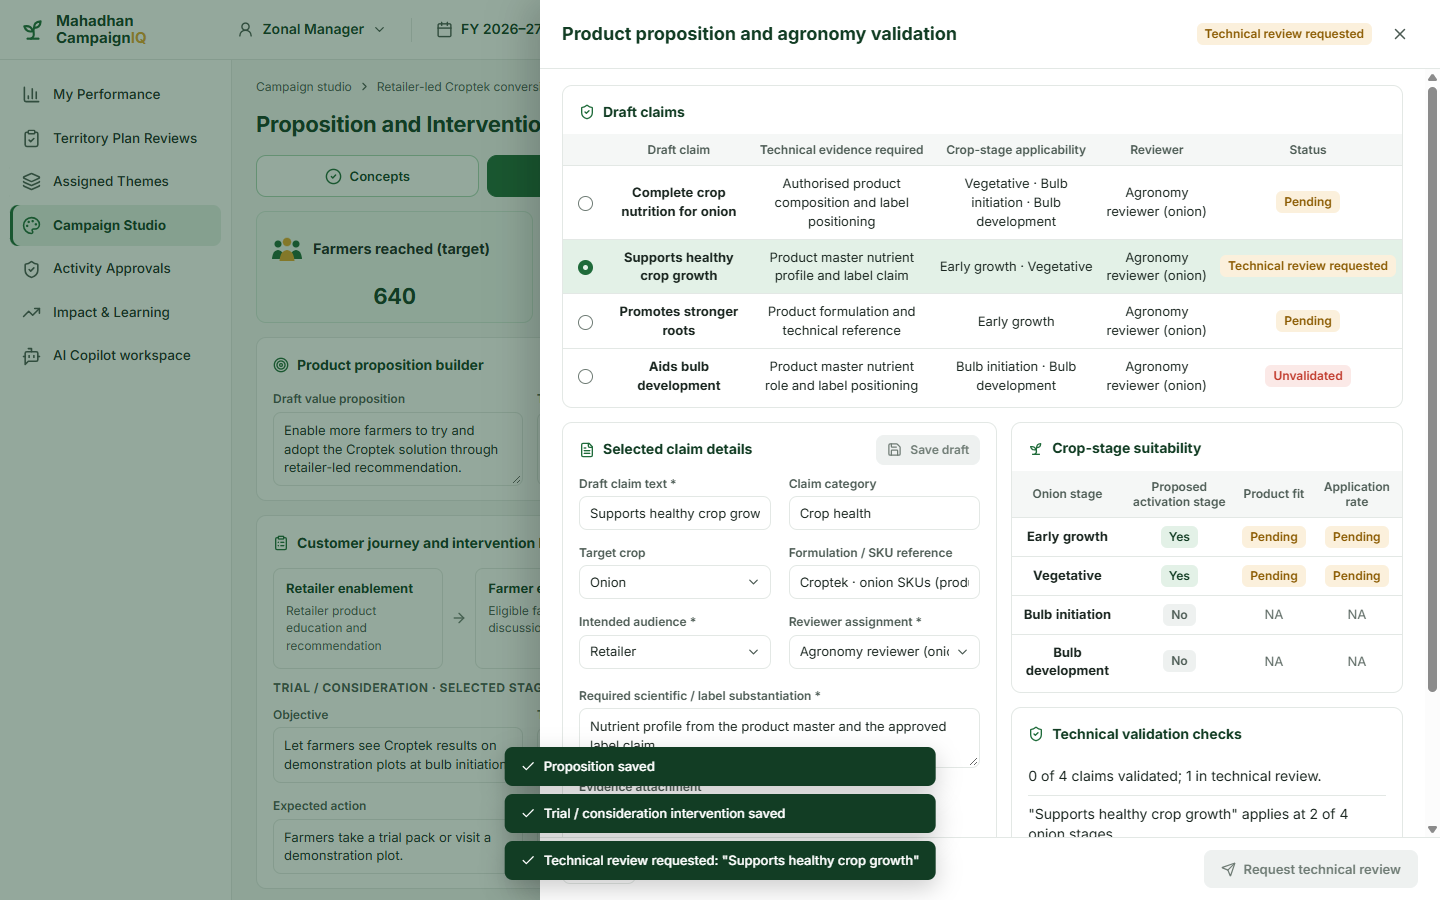 Mahadhan
CampaignIQ
Zonal Manager
FY 2026–27
My Performance
Territory Plan Reviews
Assigned Themes
Campaign Studio
Activity Approvals
Impact & Learning
AI Copilot workspace
Campaign studio > Retailer-led Croptek
Proposition and
Concepts
Farmers reached (target)
640
Product proposition builder
Draft value proposition
Enable more farmers to try and
adopt the Croptek solution through
retailer-led recommendation.
Customer journey and intervention
Retailer enablement
Retailer product
education and
recommendation
Farmer
Eligible
TRIAL / CONSIDERATION · SELECTED
Objective
Let farmers see Croptek results on
demonstration plots at bulb initiation
Expected action
Farmers take a trial pack or visit a
demonstration plot.
Product proposition and agronomy validation
Technical review requested
Draft claims
Draft claim Technical evidence required Crop-stage applicability Reviewer Status
Complete crop
nutrition for onion
Authorised product
composition and label
positioning
Vegetative · Bulb
initiation · Bulb
development
Agronomy
reviewer (onion)
Pending
Supports healthy
crop growth
Product master nutrient
profile and label claim
Early growth · Vegetative
Agronomy
reviewer (onion)
Technical review requested
Promotes stronger
roots
Product formulation and
technical reference
Early growth
Agronomy
reviewer (onion)
Pending
Aids bulb
development
Product master nutrient
role and label positioning
Bulb initiation · Bulb
development
Agronomy
reviewer (onion)
Unvalidated
Selected claim details
Save draft
Draft claim text *
Supports healthy crop grow
Claim category
Crop health
Target crop
Onion
Formulation / SKU reference
Croptek · onion SKUs
Intended audience *
Retailer
Reviewer assignment *
Agronomy reviewer
Required scientific / label substantiation *
Nutrient profile from the product master and the approved
label claim
Evidence attachment
Crop-stage suitability
Onion stage
Proposed
activation stage
Product fit
Application
rate
Early growth Yes Pending Pending
Vegetative Yes Pending Pending
Bulb initiation No NA NA
Bulb
development
No NA NA
Technical validation checks
0 of 4 claims validated; 1 in technical review.
"Supports healthy crop growth" applies at 2 of 4
onion stages
Proposition saved
Trial / consideration intervention saved
Technical review requested: "Supports healthy crop growth"
Request technical review